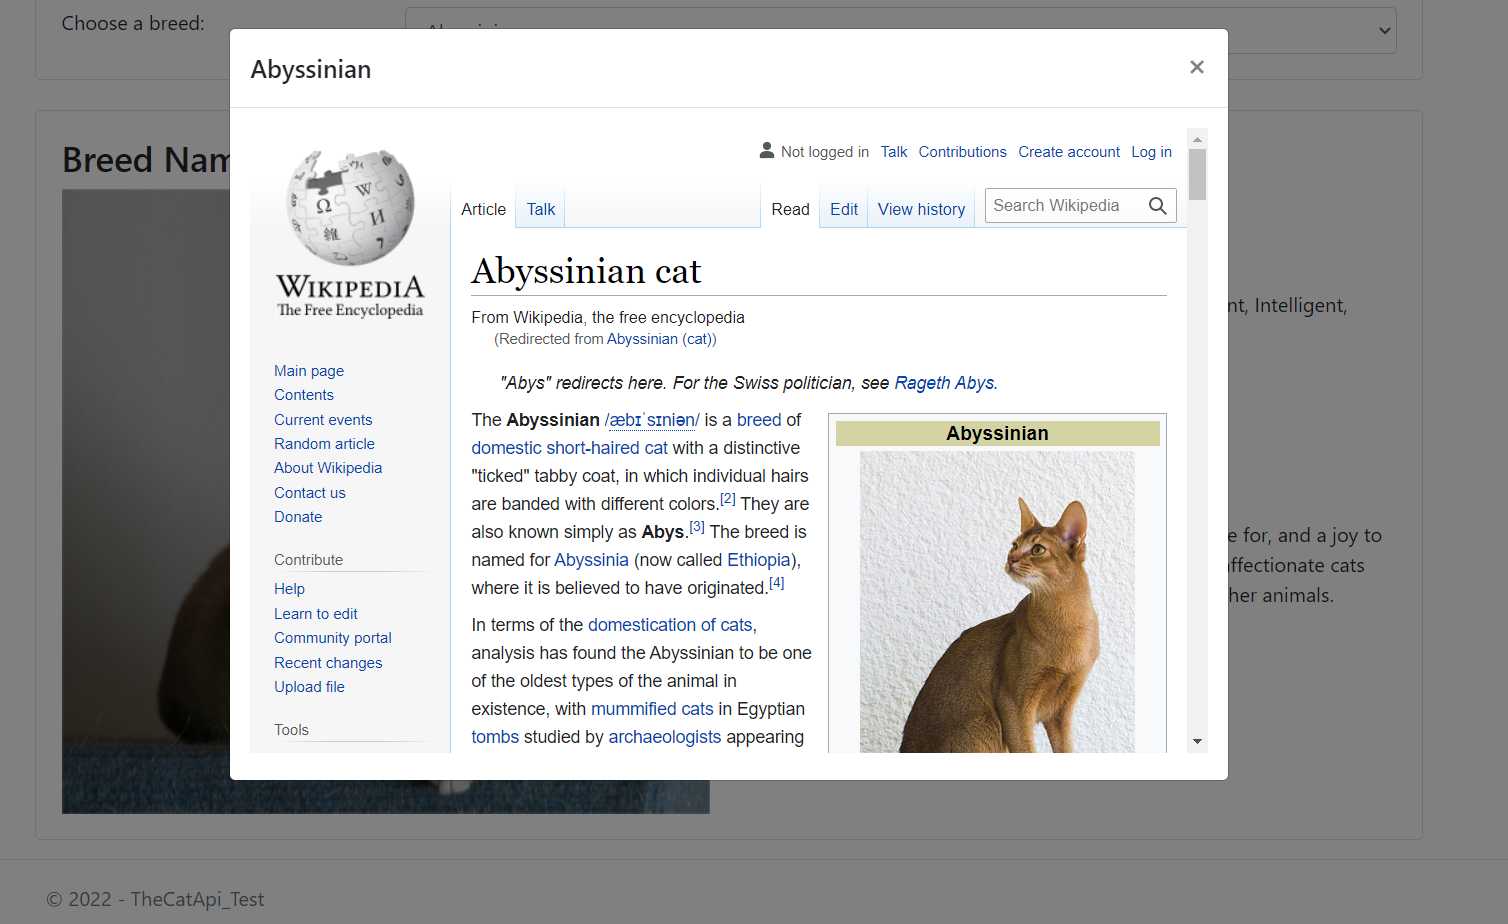 Choose a breed:
Abyssinian
Breed Nam
Not logged in Talk Contributions Create account Log in
Article Talk Read Edit View history Search Wikipedia
WIKIPEDIA
The Free Encyclopedia
Main page
Contents
Current events
Random article
About Wikipedia
Contact us
Donate
Contribute
Help
Learn to edit
Community portal
Recent changes
Upload file
Tools
Abyssinian cat
From Wikipedia, the free encyclopedia
(Redirected from Abyssinian (cat))
"Abys" redirects here. For the Swiss politician, see Rageth Abys.
The Abyssinian /æbɪˈsɪniən/ is a breed of
domestic short-haired cat with a distinctive
"ticked" tabby coat, in which individual hairs
are banded with different colors.[2] They are
also known simply as Abys.[3] The breed is
named for Abyssinia (now called Ethiopia),
where it is believed to have originated.[4]
In terms of the domestication of cats,
analysis has found the Abyssinian to be one
of the oldest types of the animal in
existence, with mummified cats in Egyptian
tombs studied by archaeologists appearing
Abyssinian
nt, Intelligent,
e for, and a joy to
ffectionate cats
her animals.
© 2022 - TheCatApi_Test